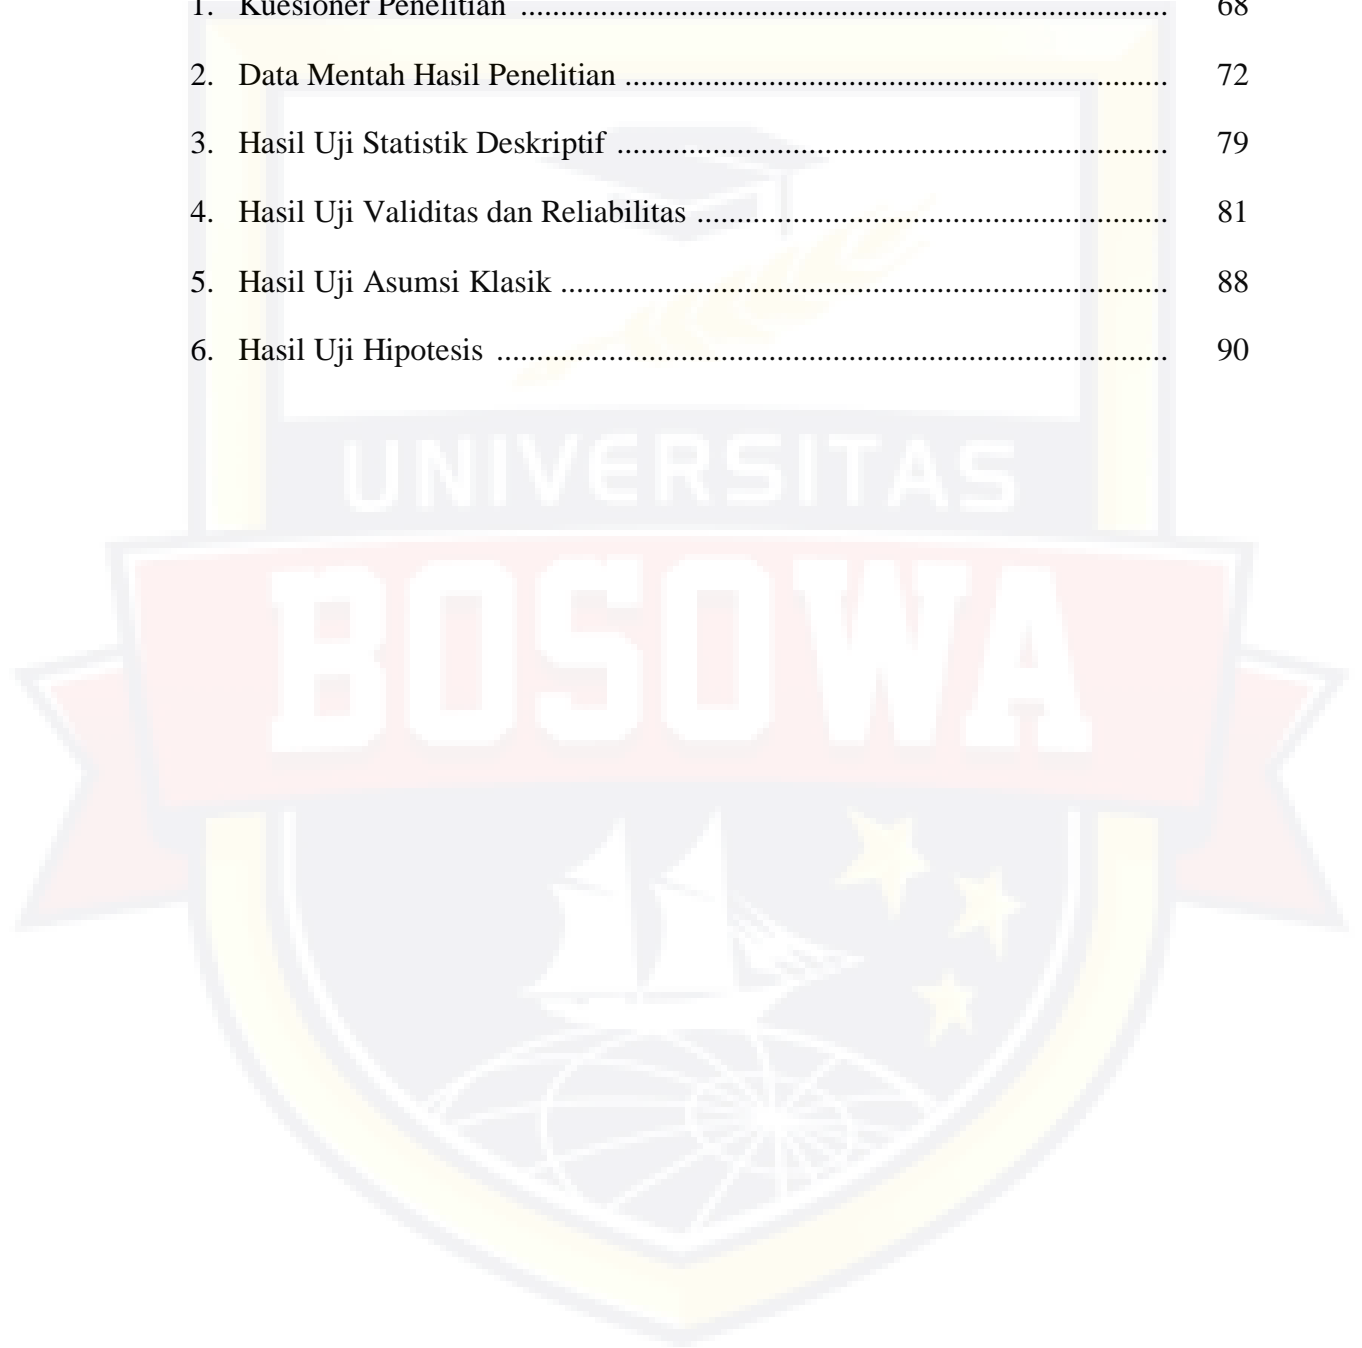 1. Kuesioner Penelitian ................................................................................. 68
2. Data Mentah Hasil Penelitian .................................................................... 72
3. Hasil Uji Statistik Deskriptif ..................................................................... 79
4. Hasil Uji Validitas dan Reliabilitas ........................................................... 81
5. Hasil Uji Asumsi Klasik ............................................................................ 88
6. Hasil Uji Hipotesis .................................................................................... 90
UNIVERSITAS
BOSOWA